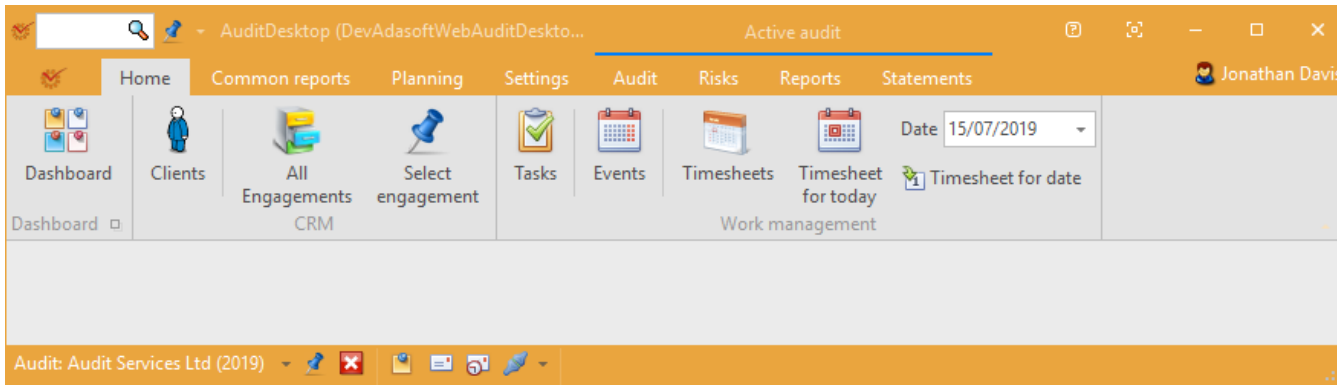 AuditDesktop (DevAdasoftWebAuditDeskto...
Active audit
Home Common reports Planning Settings Audit Risks Reports Statements
Jonathan Davis
Dashboard
Clients
All
Engagements
Select
engagement
Tasks
Events
Timesheets
Timesheet
for today
Date 15/07/2019
Timesheet for date
Dashboard
CRM
Work management
Audit: Audit Services Ltd (2019)